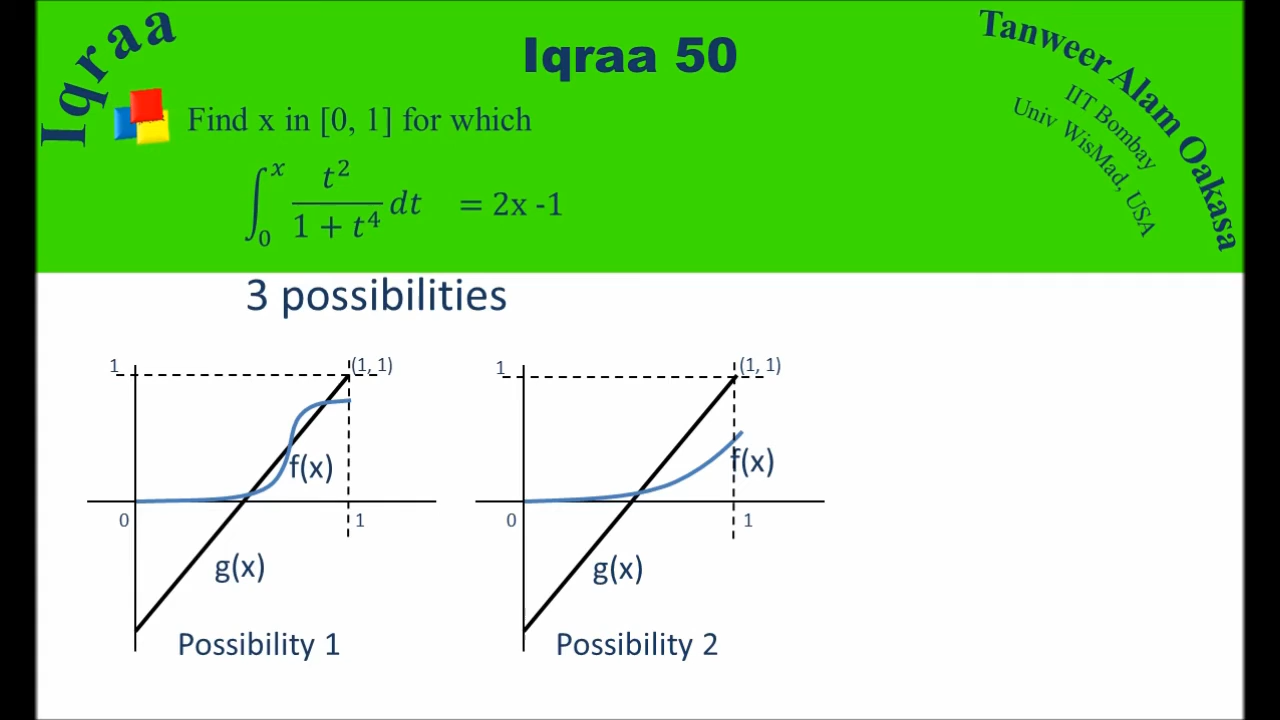 Iqraa
Iqraa 50
Tanweer Alam Oakasa
IIT Bombay
Univ WisMad, USA
Find x in [0, 1] for which
∫₀ˣ t²/(1 + t⁴) dt = 2x -1
3 possibilities
1
(1, 1)
f(x)
0
1
g(x)
Possibility 1
1
(1, 1)
f(x)
0
1
g(x)
Possibility 2